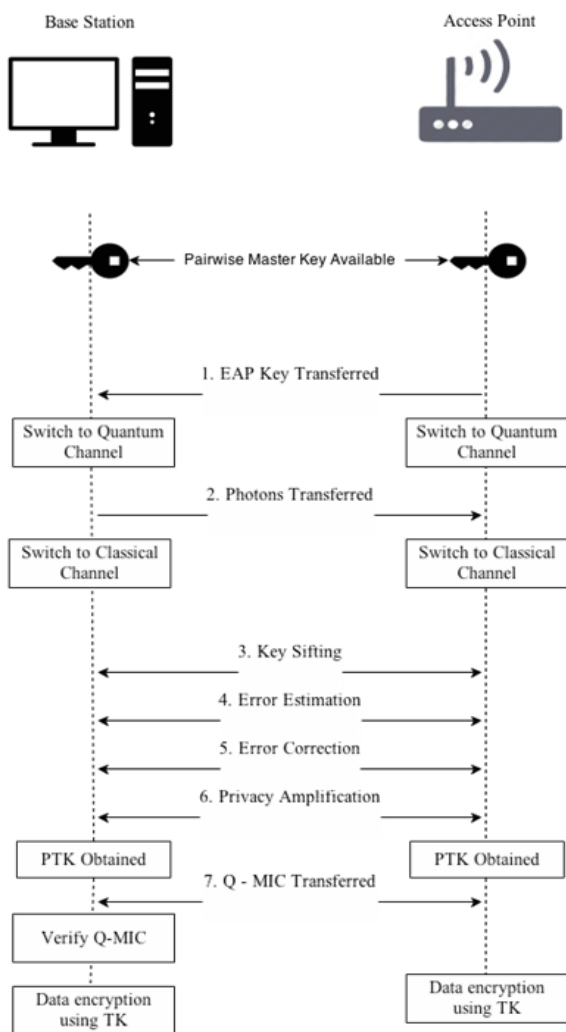 Base Station
Access Point
Pairwise Master Key Available
1. EAP Key Transferred
Switch to Quantum
Channel
Switch to Quantum
Channel
2. Photons Transferred
Switch to Classical
Channel
Switch to Classical
Channel
3. Key Sifting
4. Error Estimation
5. Error Correction
6. Privacy Amplification
PTK Obtained
PTK Obtained
7. Q - MIC Transferred
Verify Q-MIC
Data encryption
using TK
Data encryption
using TK